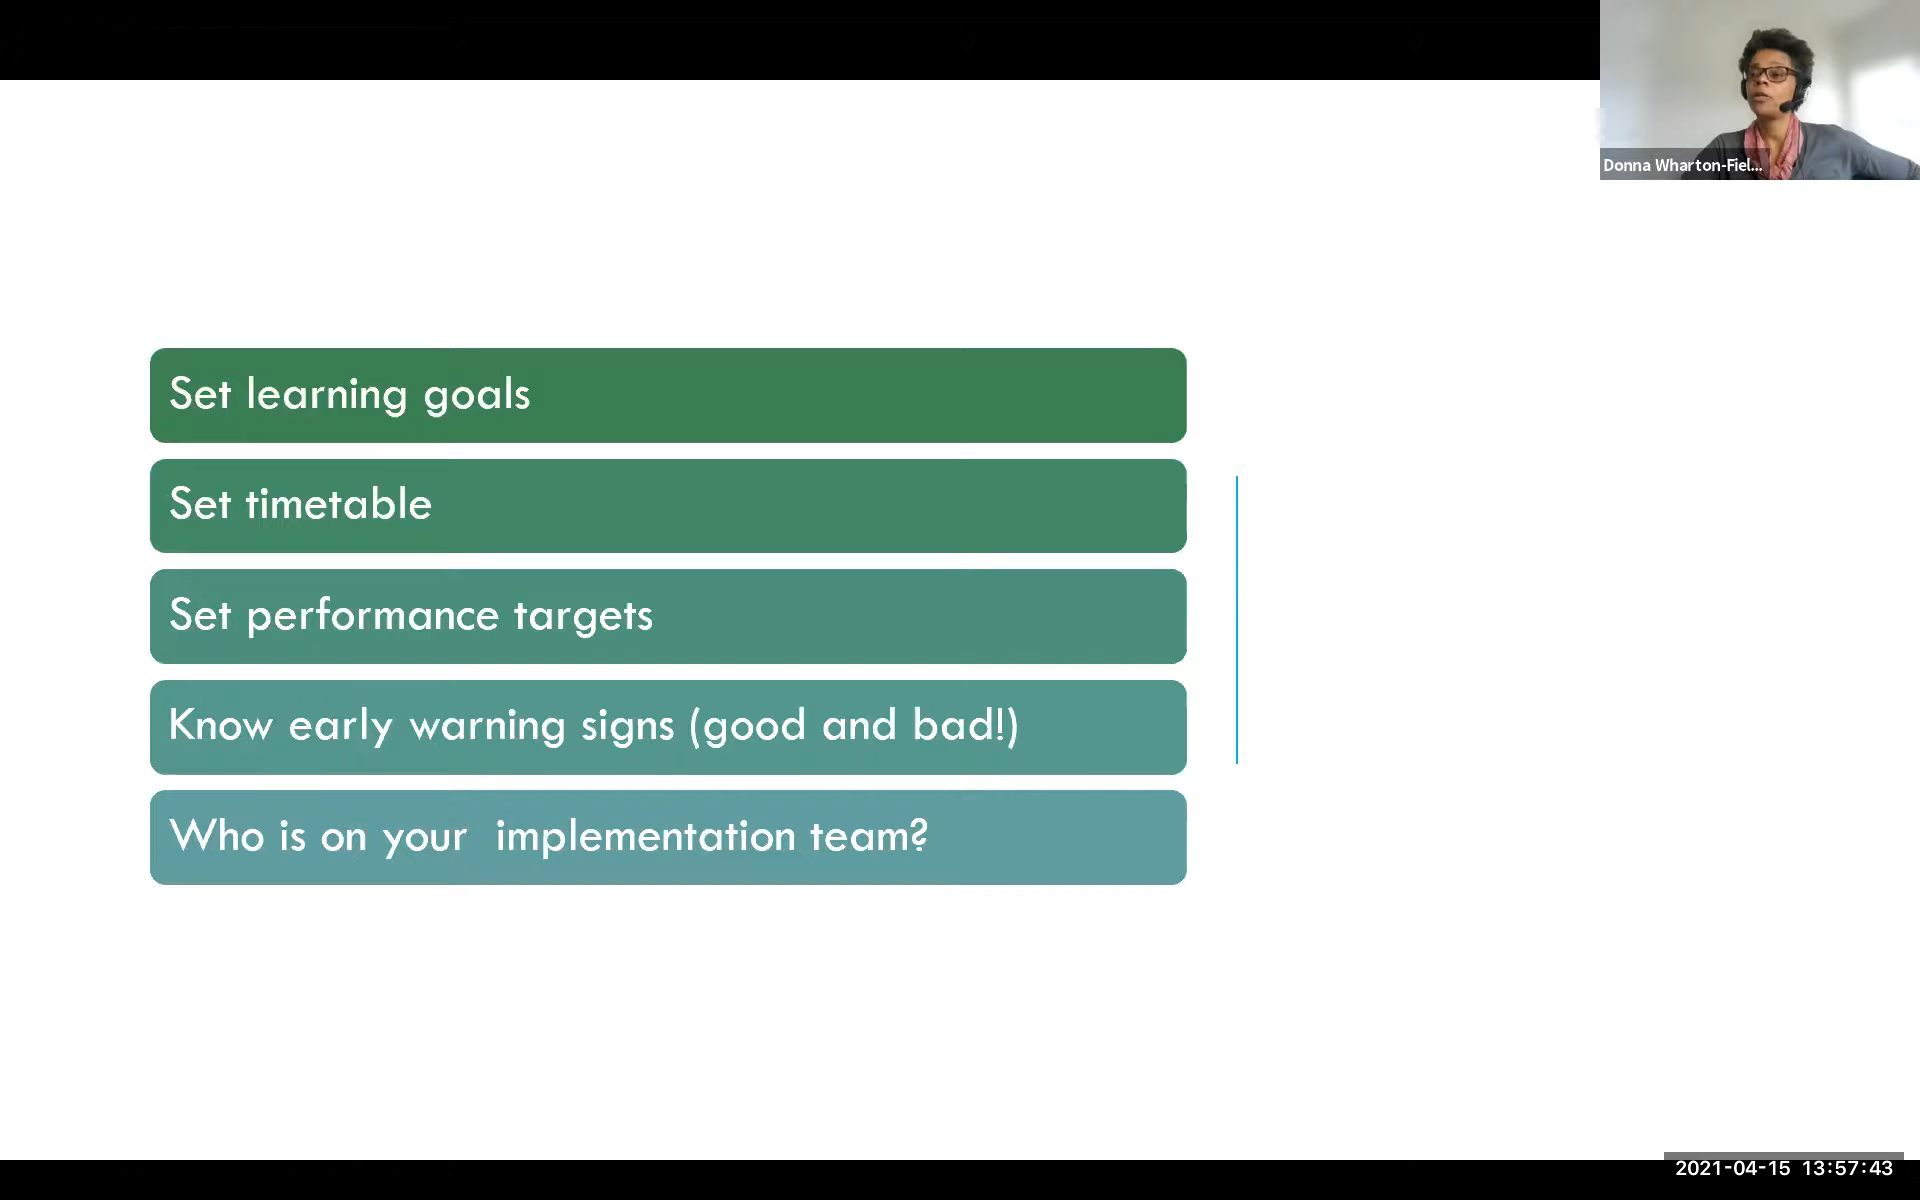 Donna Wharton-Fiel...
Set learning goals
Set timetable
Set performance targets
Know early warning signs (good and bad!)
Who is on your  implementation team?
2021-04-15 13:57:43